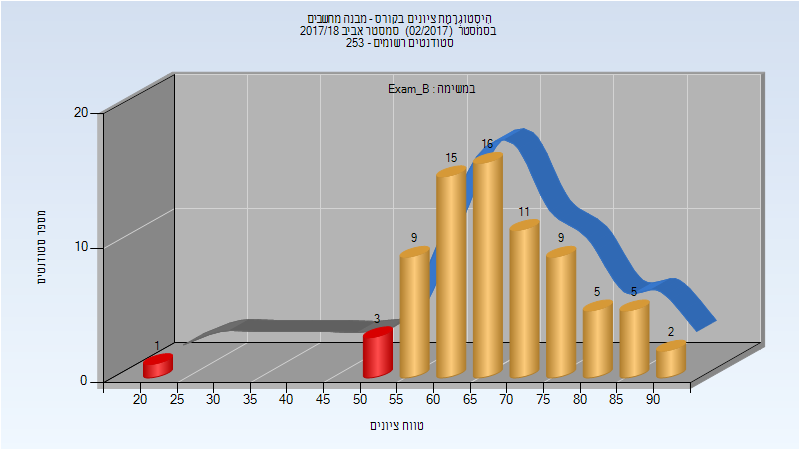 היסטוגרמת ציונים בקורס - מבנה מחשבים
בסמסטר (02/2017) סמסטר אביב 2017/18
סטודנטים רשומים - 253
במשימה : Exam_B
20
10
0
מספר סטודנטים
1
3
9
15
16
11
9
5
5
2
20 25 30 35 40 45 50 55 60 65 70 75 80 85 90
טווח ציונים